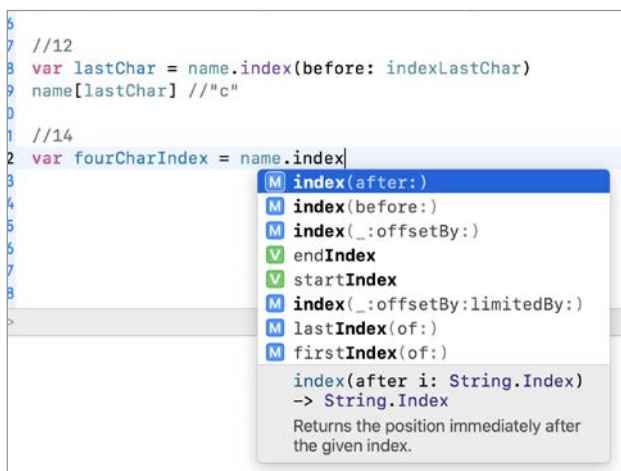 6
7 //12
8 var lastChar = name.index(before: indexLastChar)
9 name[lastChar] //"c"
0
1 //14
2 var fourCharIndex = name.index
3 M index(after:)
4 M index(before:)
5 M index(_:offsetBy:)
6 V endIndex
7 V startIndex
8 M index(_:offsetBy:limitedBy:)
> M lastIndex(of:)
M firstIndex(of:)
index(after i: String.Index)
-> String.Index
Returns the position immediately after
the given index.